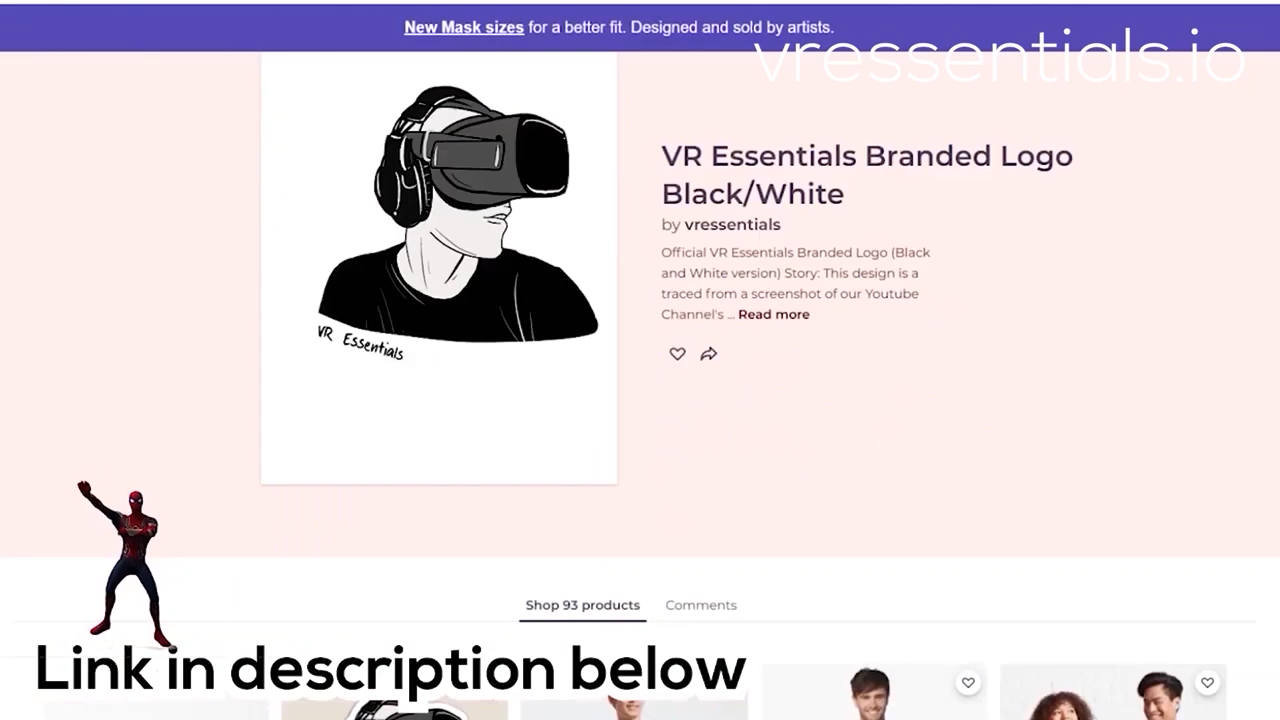 New Mask sizes for a better fit. Designed and sold by artists.
vressentials.io
VR Essentials Branded Logo
Black/White
by vressentials
Official VR Essentials Branded Logo (Black
and White version) Story: This design is a
traced from a screenshot of our Youtube
Channel's ... Read more
VR Essentials
Shop 93 products
Comments
Link in description below